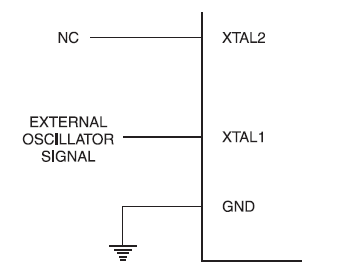 NC
XTAL2
EXTERNAL
OSCILLATOR
SIGNAL
XTAL1
GND